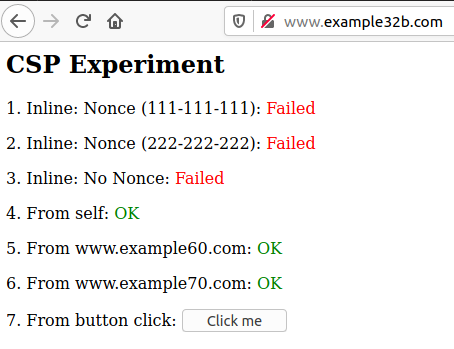 www.example32b.com
CSP Experiment
1. Inline: Nonce (111-111-111): Failed
2. Inline: Nonce (222-222-222): Failed
3. Inline: No Nonce: Failed
4. From self: OK
5. From www.example60.com: OK
6. From www.example70.com: OK
7. From button click: Click me